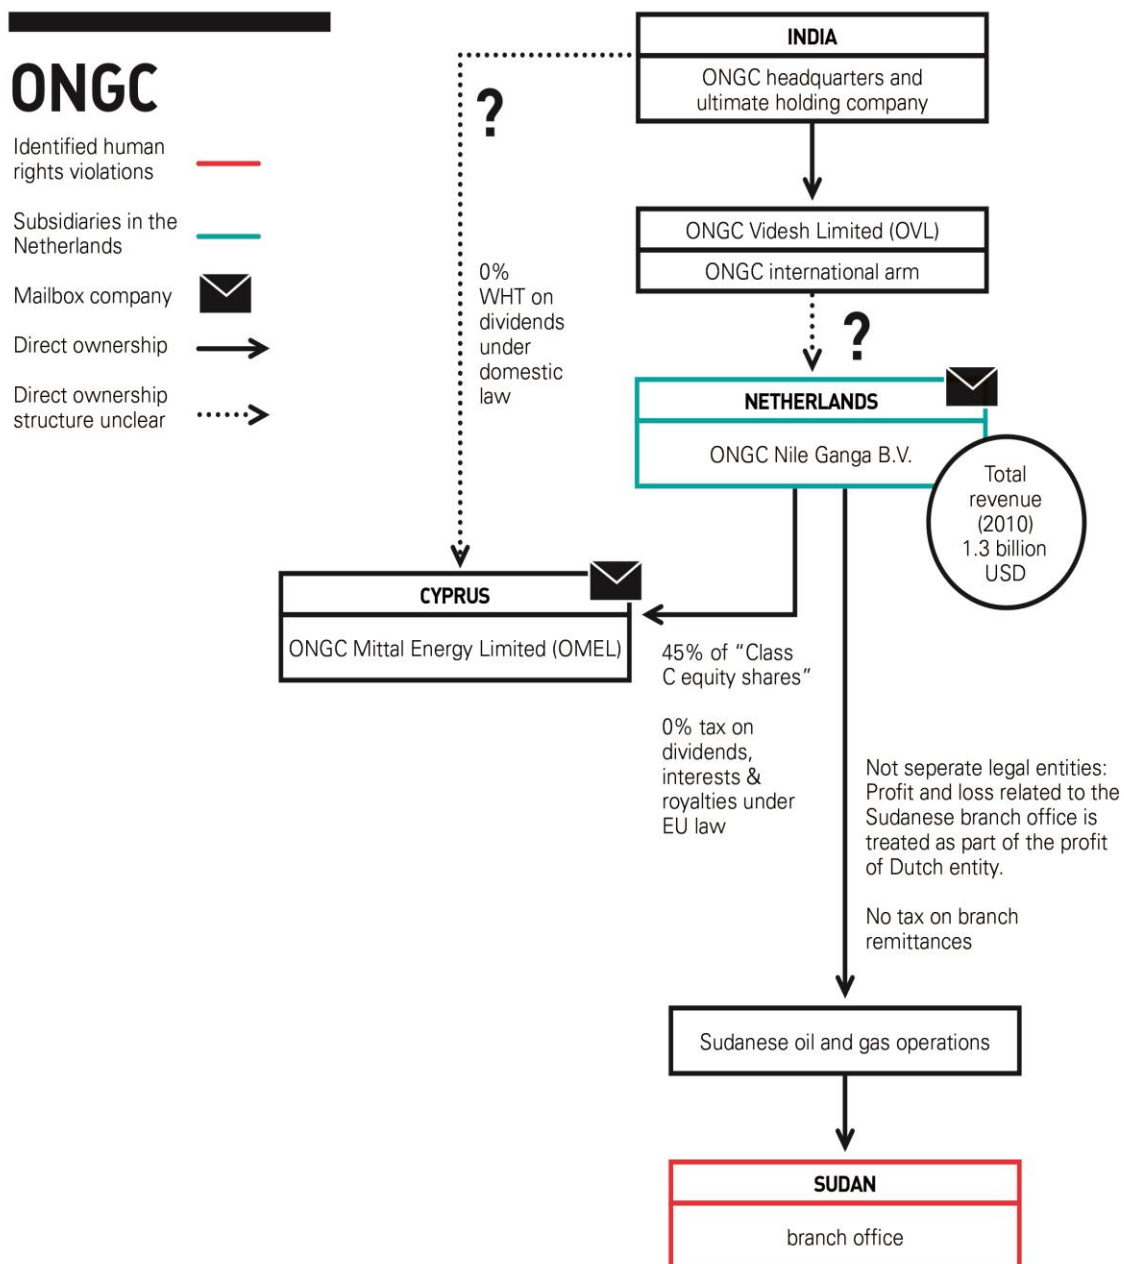 ONGC
Identified human
rights violations
Subsidiaries in the
Netherlands
Mailbox company
Direct ownership
Direct ownership
structure unclear
INDIA
ONGC headquarters and
ultimate holding company
?
0%
WHT on
dividends
under
domestic
law
ONGC Videsh Limited (OVL)
ONGC international arm
?
NETHERLANDS
ONGC Nile Ganga B.V.
Total
revenue
(2010)
1.3 billion
USD
CYPRUS
ONGC Mittal Energy Limited (OMEL)
45% of “Class
C equity shares”
0% tax on
dividends,
interests &
royalties under
EU law
Not seperate legal entities:
Profit and loss related to the
Sudanese branch office is
treated as part of the profit
of Dutch entity.
No tax on branch
remittances
Sudanese oil and gas operations
SUDAN
branch office